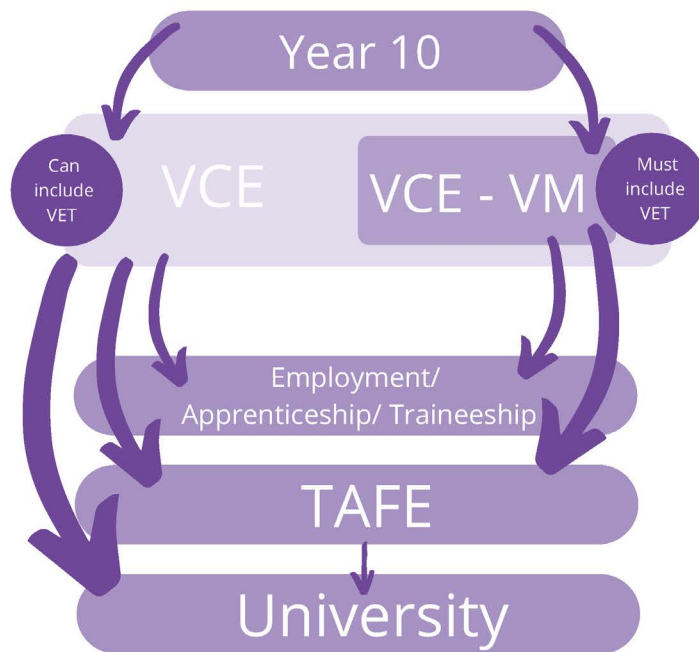 Year 10
Can
include
VET
VCE
VCE - VM
Must
include
VET
Employment/
Apprenticeship/ Traineeship
TAFE
University